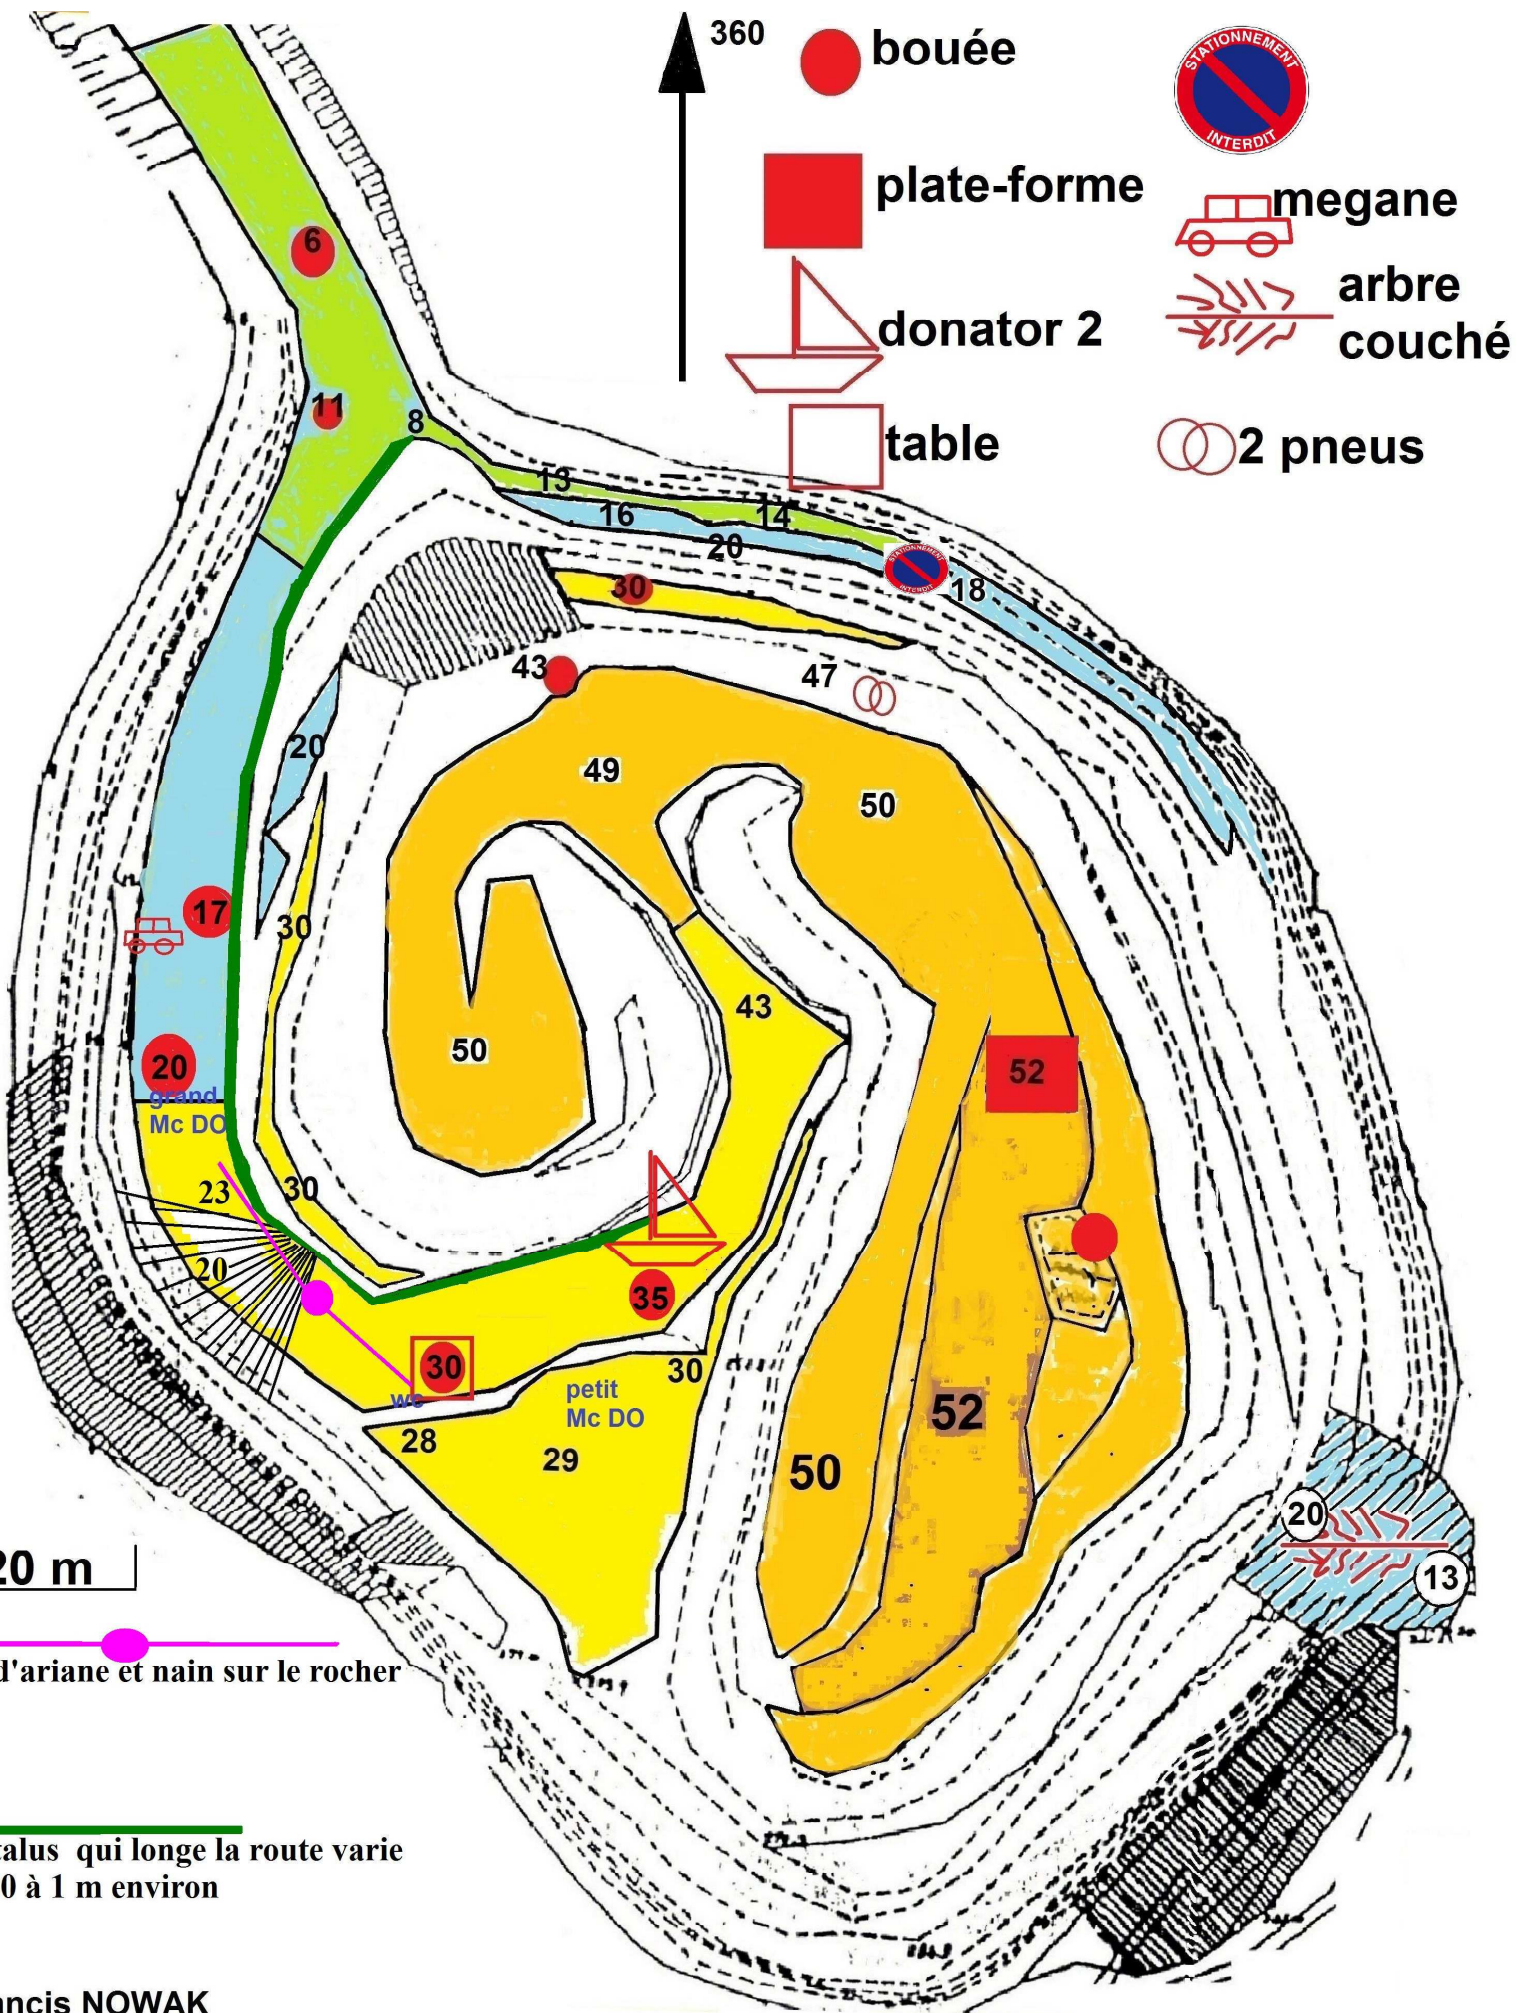 360
bouée
STATIONNEMENT
INTERDIT
plate-forme
megane
donator 2
arbre
couché
table
2 pneus
6
11
8
13
16
14
20
STATIONNEMENT
INTERDIT
18
30
43
47
20
49
50
17
30
43
50
20
52
grand
Mc DO
23
30
20
35
30
30
wc
petit
Mc DO
28
29
52
50
20
13
20 m
d'ariane et nain sur le rocher
talus qui longe la route varie
0 à 1 m environ
ncis NOWAK